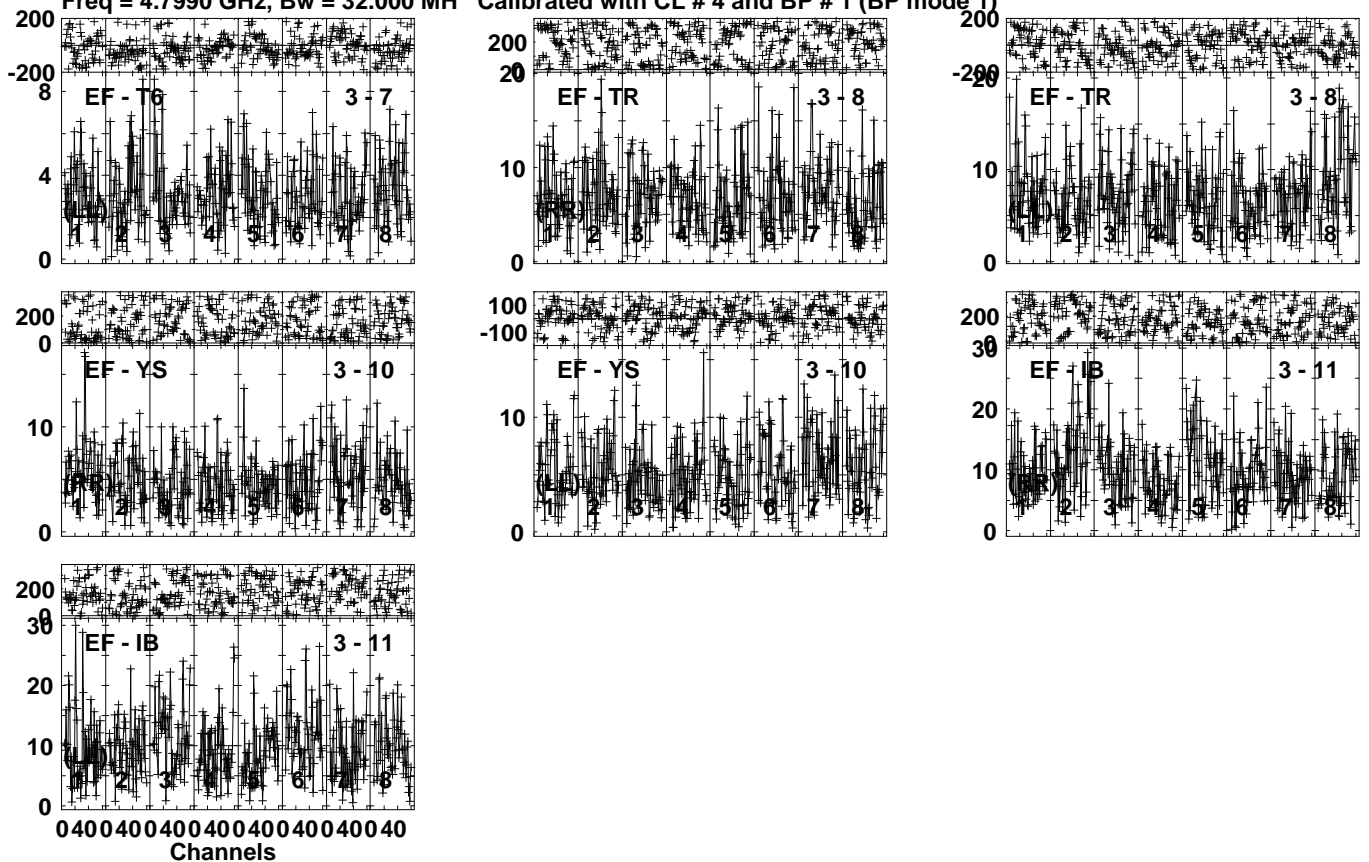 Freq = 4.7990 GHz, Bw = 32.000 MH Calibrated with CL # 4 and BP # 1 (BP mode 1)
200
-200
8
4
0
EF - T6 3 - 7
(LL)
1 2 3 4 5 6 7 8
200
0
20
10
0
EF - TR 3 - 8
(RR)
1 2 3 4 5 6 7 8
200
-200
20
10
0
EF - TR 3 - 8
(LL)
1 2 3 4 5 6 7 8
200
0
10
0
EF - YS 3 - 10
(RR)
1 2 3 4 5 6 7 8
100
-100
10
0
EF - YS 3 - 10
(LL)
1 2 3 4 5 6 7 8
200
0
30
20
10
0
EF - IB 3 - 11
(RR)
1 2 3 4 5 6 7 8
200
0
30
20
10
0
EF - IB 3 - 11
(LL)
1 2 3 4 5 6 7 8
0 40 0 40 0 40 0 40 0 40 0 40 0 40 0 40
Channels